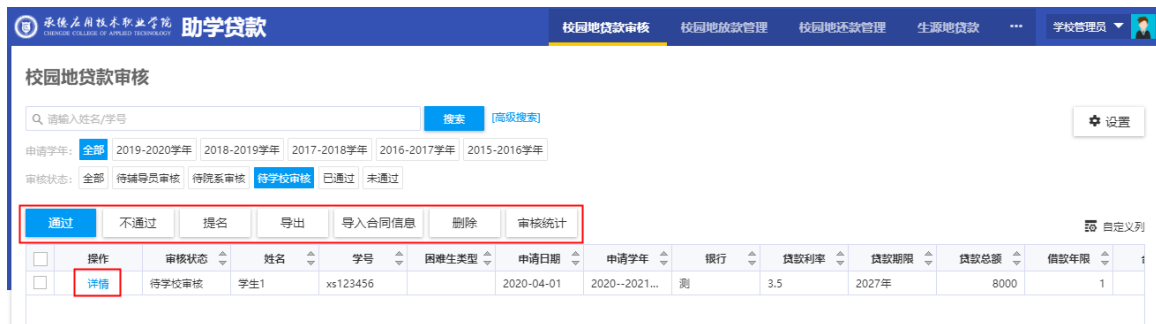 承德应用技术职业学院 助学贷款 校园地贷款审核 校园地放款管理 校园地还款管理 生源地贷款 ··· 学校管理员
CHENGDE COLLEGE OF APPLIED TECHNOLOGY
校园地贷款审核
请输入姓名/学号 搜索 [高级搜索] 设置
申请学年: 全部 2019-2020学年 2018-2019学年 2017-2018学年 2016-2017学年 2015-2016学年
审核状态: 全部 待辅导员审核 待院系审核 待学校审核 已通过 未通过
通过 不通过 提名 导出 导入合同信息 删除 审核统计 自定义列
操作 审核状态 姓名 学号 困难生类型 申请日期 申请学年 银行 贷款利率 贷款期限 贷款总额 借款年限
详情 待学校审核 学生1 xs123456 2020-04-01 2020--2021... 测 3.5 2027年 8000 1